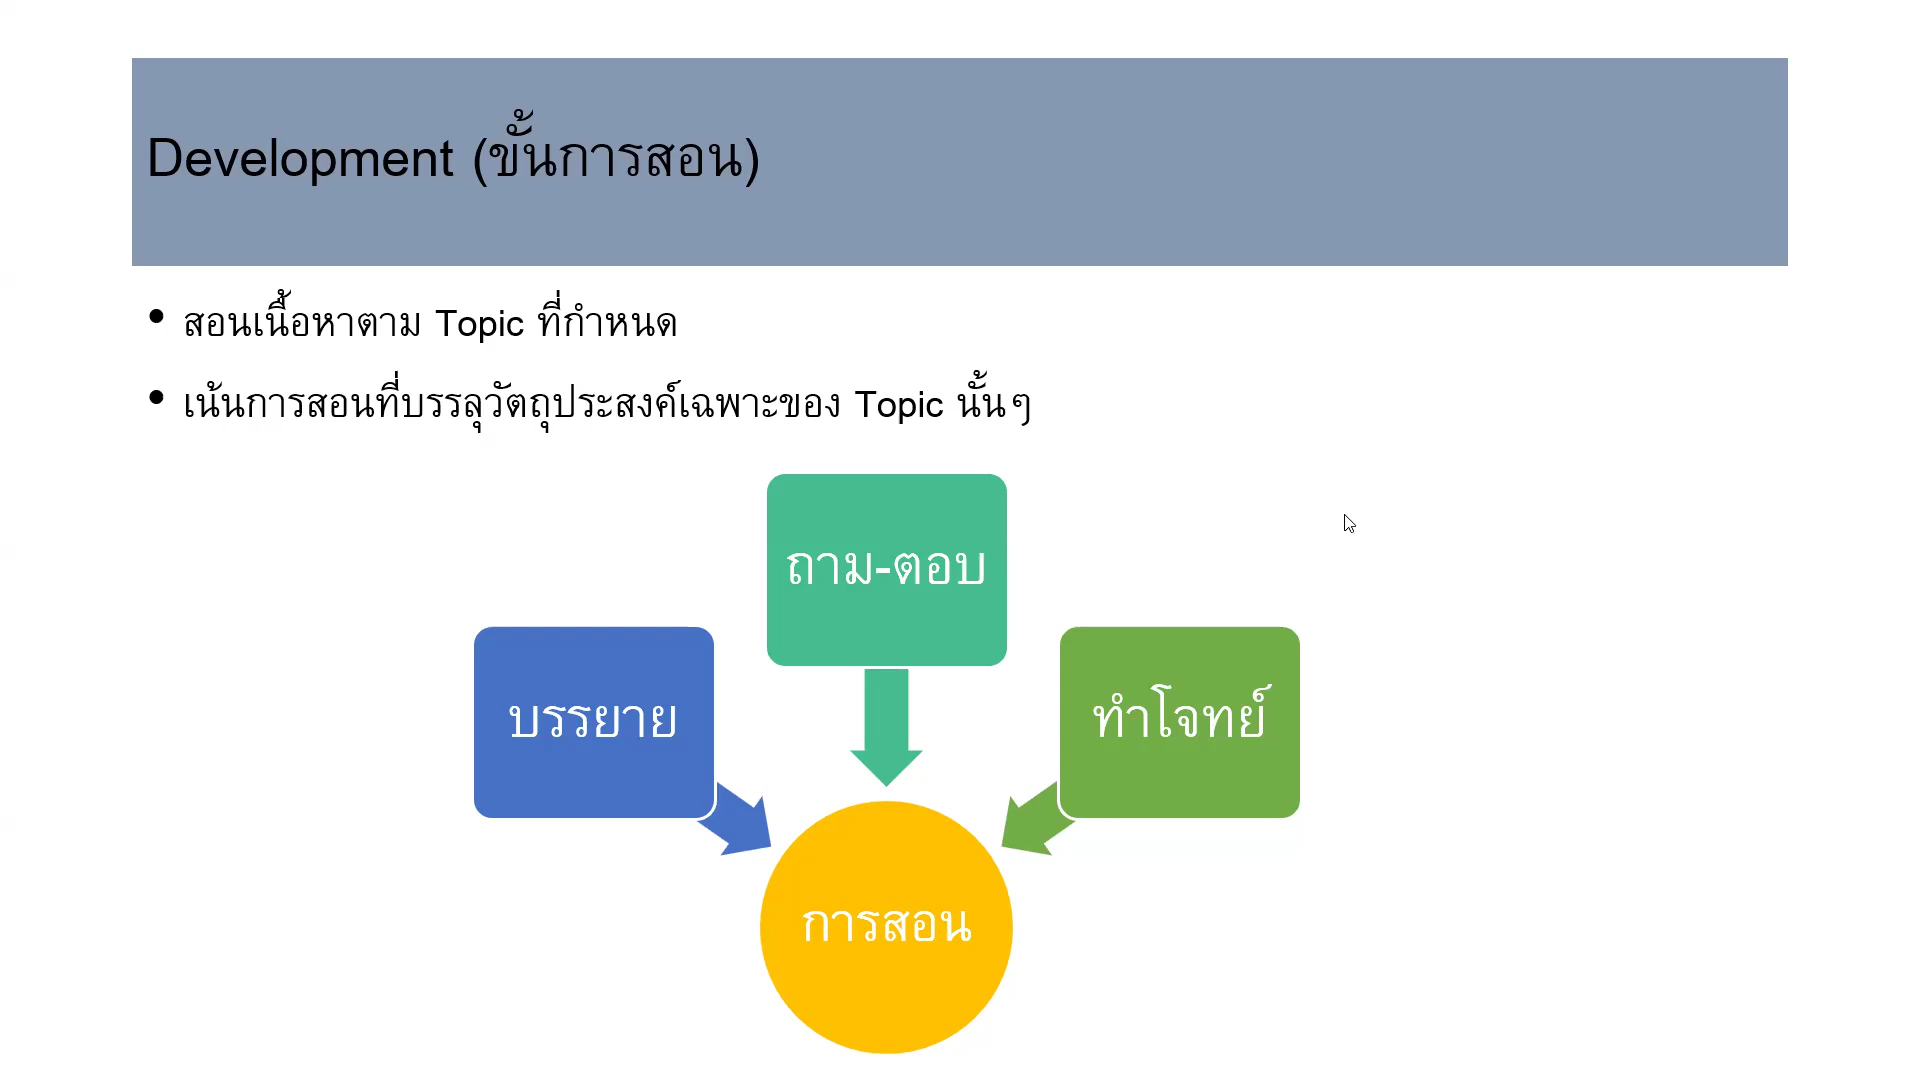 Development (ขั้นการสอน)
• สอนเนื้อหาตาม Topic ที่กำหนด
• เน้นการสอนที่บรรลุวัตถุประสงค์เฉพาะของ Topic นั้นๆ
ถาม-ตอบ
บรรยาย
ทำโจทย์
การสอน